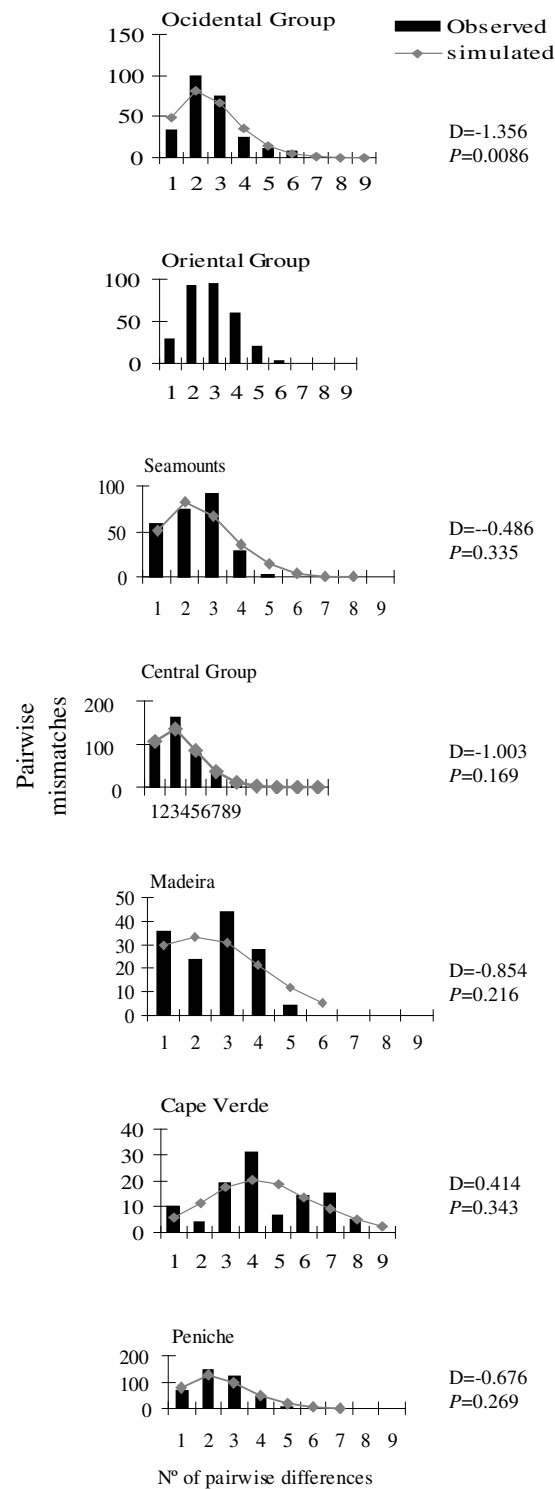 Ocidental Group
Observed
simulated
150
100
50
0
1 2 3 4 5 6 7 8 9
D=-1.356
P=0.0086
Oriental Group
100
50
0
1 2 3 4 5 6 7 8 9
Seamounts
100
50
0
1 2 3 4 5 6 7 8 9
D=--0.486
P=0.335
Central Group
200
100
0
123456789
D=-1.003
P=0.169
Pairwise
mismatches
Madeira
50
40
30
20
10
0
1 2 3 4 5 6 7 8 9
D=-0.854
P=0.216
Cape Verde
40
30
20
10
0
1 2 3 4 5 6 7 8 9
D=0.414
P=0.343
Peniche
200
100
0
1 2 3 4 5 6 7 8 9
D=-0.676
P=0.269
Nº of pairwise differences